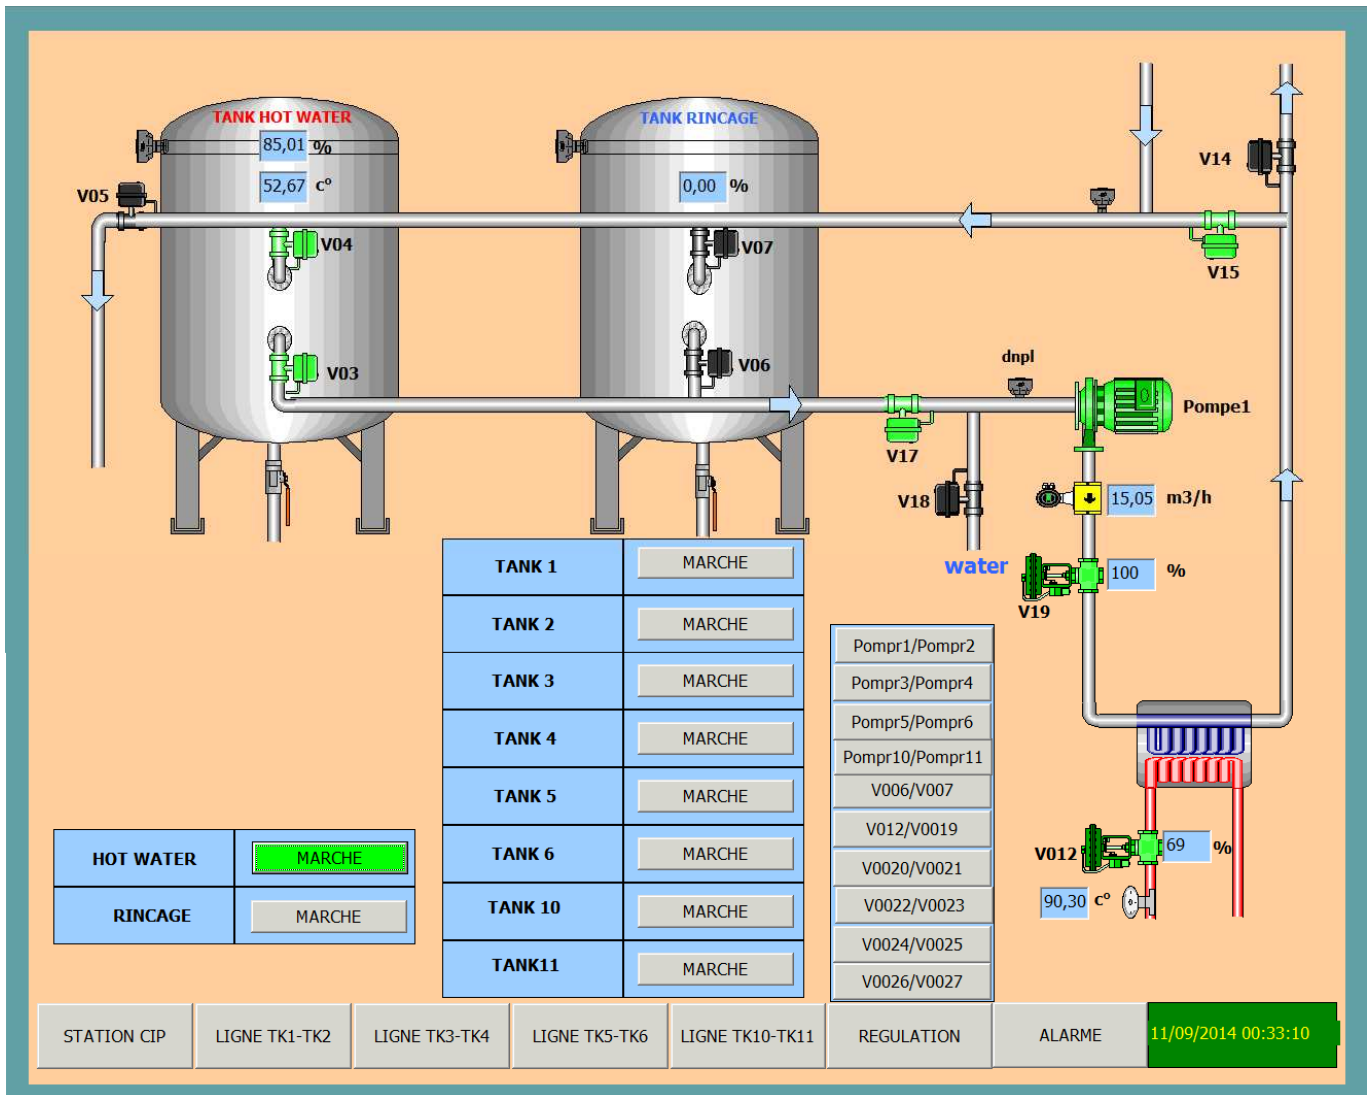 TANK HOT WATER
85,01 %
52,67 c°
TANK RINCAGE
0,00 %
V14
V05
V04
V07
V15
V03
V06
dnpl
Pompe1
V17
V18
15,05 m3/h
water
100 %
V19
TANK 1 MARCHE
TANK 2 MARCHE
TANK 3 MARCHE
TANK 4 MARCHE
TANK 5 MARCHE
TANK 6 MARCHE
TANK 10 MARCHE
TANK11 MARCHE
Pompr1/Pompr2
Pompr3/Pompr4
Pompr5/Pompr6
Pompr10/Pompr11
V006/V007
V012/V0019
V0020/V0021
V0022/V0023
V0024/V0025
V0026/V0027
V012
69 %
90,30 c°
HOT WATER MARCHE
RINCAGE MARCHE
STATION CIP LIGNE TK1-TK2 LIGNE TK3-TK4 LIGNE TK5-TK6 LIGNE TK10-TK11 REGULATION ALARME 11/09/2014 00:33:10